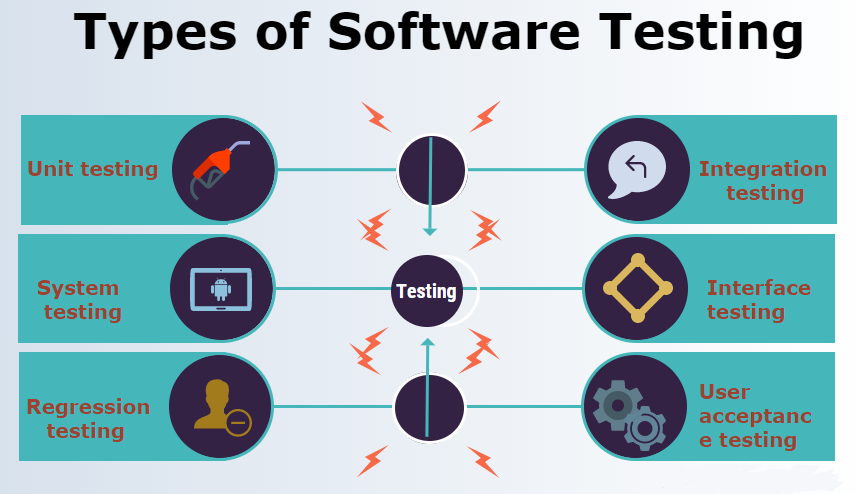 Types of Software Testing
Unit testing
Integration
testing
System
testing
Testing
Interface
testing
Regression
testing
User
acceptanc
e testing